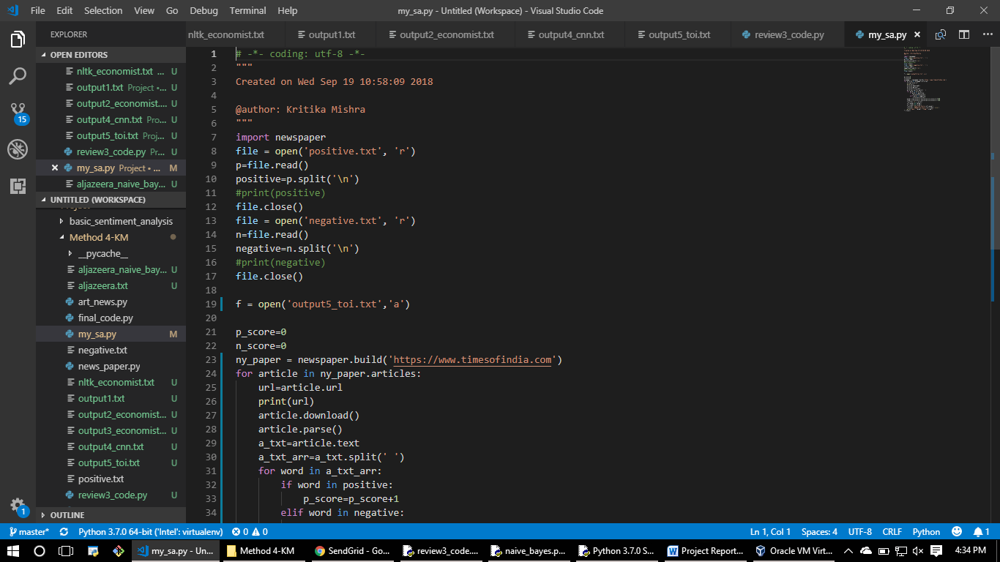 File Edit Selection View Go Debug Terminal Help
my_sa.py - Untitled (Workspace) - Visual Studio Code
EXPLORER
nltk_economist.txt
output1.txt
output2_economist.txt
output4_cnn.txt
output5_toi.txt
review3_code.py
my_sa.py
OPEN EDITORS
nltk_economist.txt ... U
output1.txt Project •... U
output2_economist.... U
output4_cnn.txt Pro... U
output5_toi.txt Proj... U
review3_code.py Pr... U
my_sa.py Project • ... M
aljazeera_naive_bay... U
UNTITLED (WORKSPACE)
basic_sentiment_analysis
Method 4-KM
__pycache__
aljazeera_naive_bay... U
aljazeera.txt U
art_news.py
final_code.py
my_sa.py M
negative.txt
news_paper.py
nltk_economist.txt U
output1.txt U
output2_economist... U
output3_economist... U
output4_cnn.txt U
output5_toi.txt U
positive.txt
review3_code.py U
OUTLINE
15
1
1 # -*- coding: utf-8 -*-
2 """
3 Created on Wed Sep 19 10:58:09 2018
4
5 @author: Kritika Mishra
6 """
7 import newspaper
8 file = open('positive.txt', 'r')
9 p=file.read()
10 positive=p.split('\n')
11 #print(positive)
12 file.close()
13 file = open('negative.txt', 'r')
14 n=file.read()
15 negative=n.split('\n')
16 #print(negative)
17 file.close()
18
19 f = open('output5_toi.txt','a')
20
21 p_score=0
22 n_score=0
23 ny_paper = newspaper.build('https://www.timesofindia.com')
24 for article in ny_paper.articles:
25     url=article.url
26     print(url)
27     article.download()
28     article.parse()
29     a_txt=article.text
30     a_txt_arr=a_txt.split(' ')
31     for word in a_txt_arr:
32         if word in positive:
33             p_score=p_score+1
34         elif word in negative:
master* Python 3.7.0 64-bit ('Intel': virtualenv) 0 0 Ln 1, Col 1 Spaces: 4 UTF-8 CRLF Python 1
my_sa.py - Un... Method 4-KM SendGrid - Go... review3_code.... naive_bayes.p... Python 3.7.0 S... Project Report... Oracle VM Virt... 4:34 PM